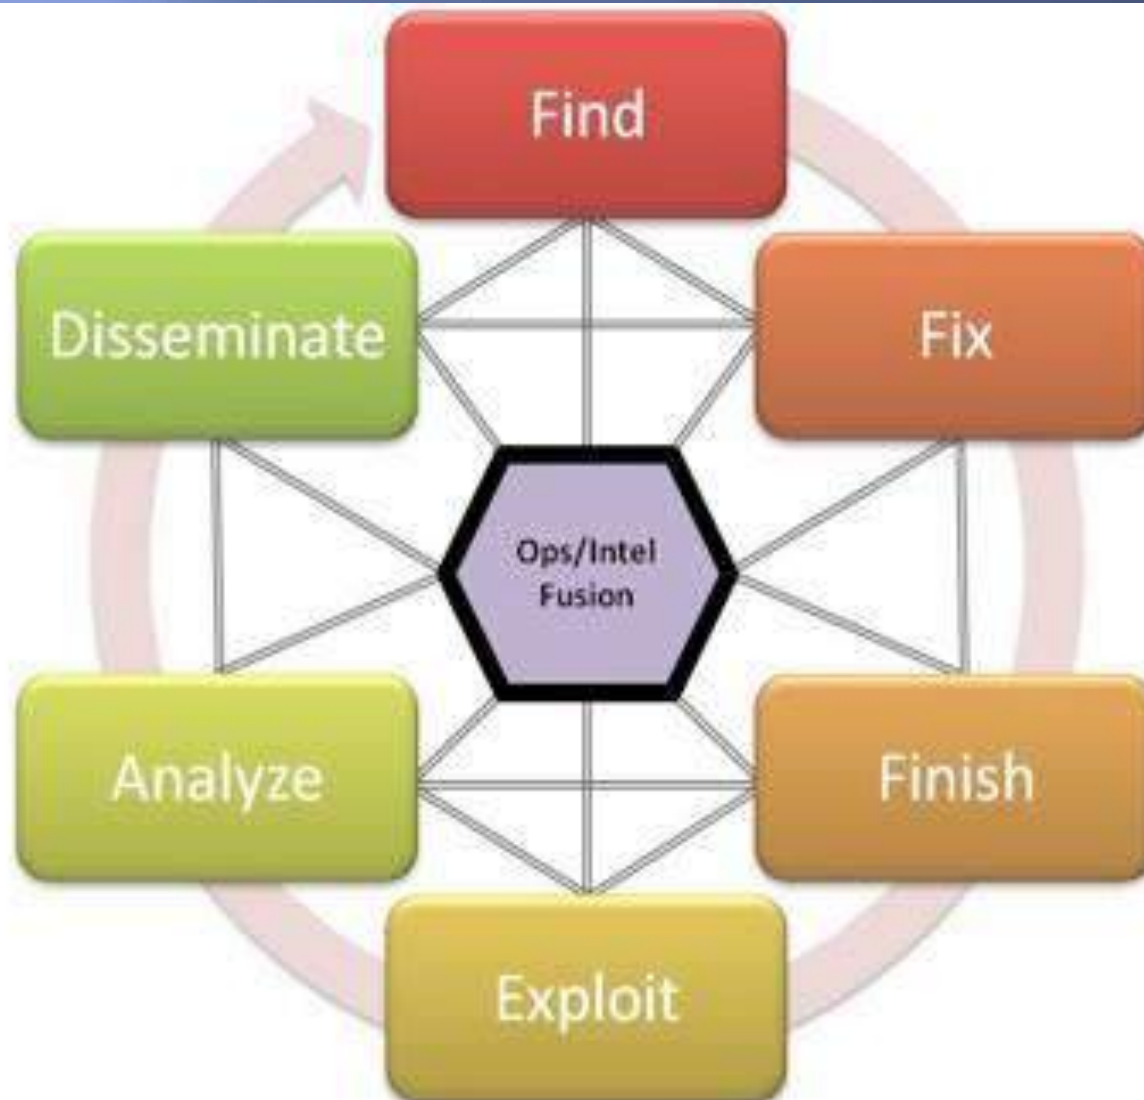 Find
Fix
Finish
Exploit
Analyze
Disseminate
Ops/Intel
Fusion